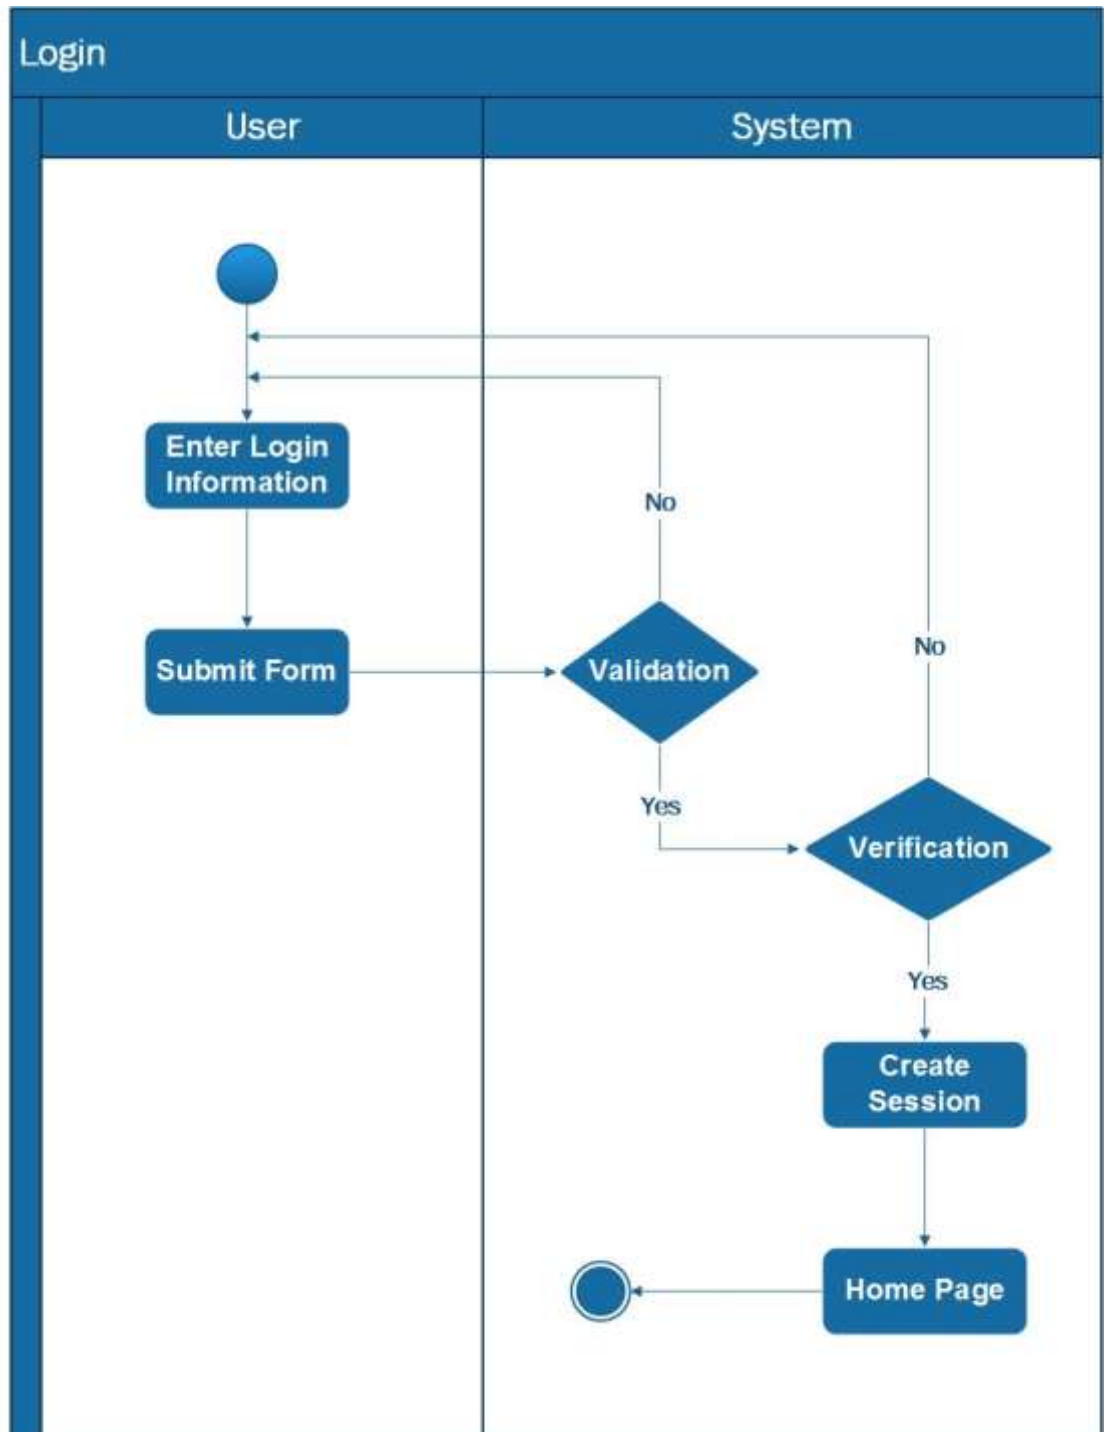 Login
User
System
Enter Login
Information
No
No
Submit Form
Validation
Yes
Verification
Yes
Create
Session
Home Page